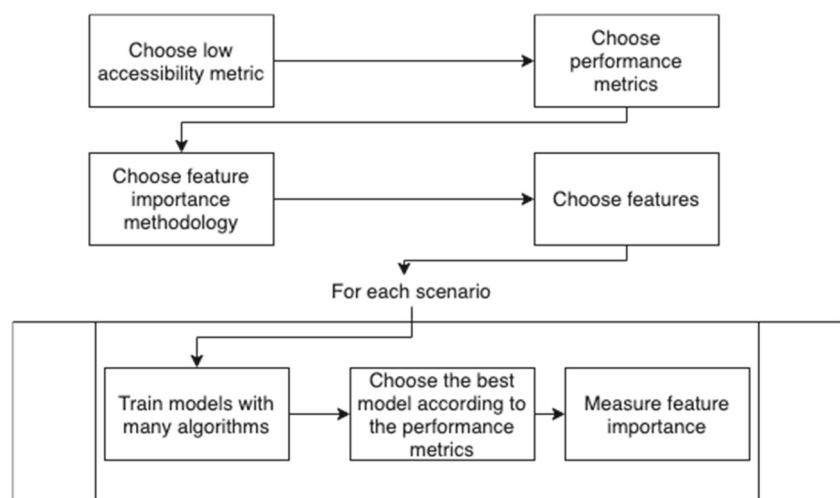 Choose low
accessibility metric
Choose
performance
metrics
Choose feature
importance
methodology
Choose features
For each scenario
Train models with
many algorithms
Choose the best
model according to
the performance
metrics
Measure feature
importance